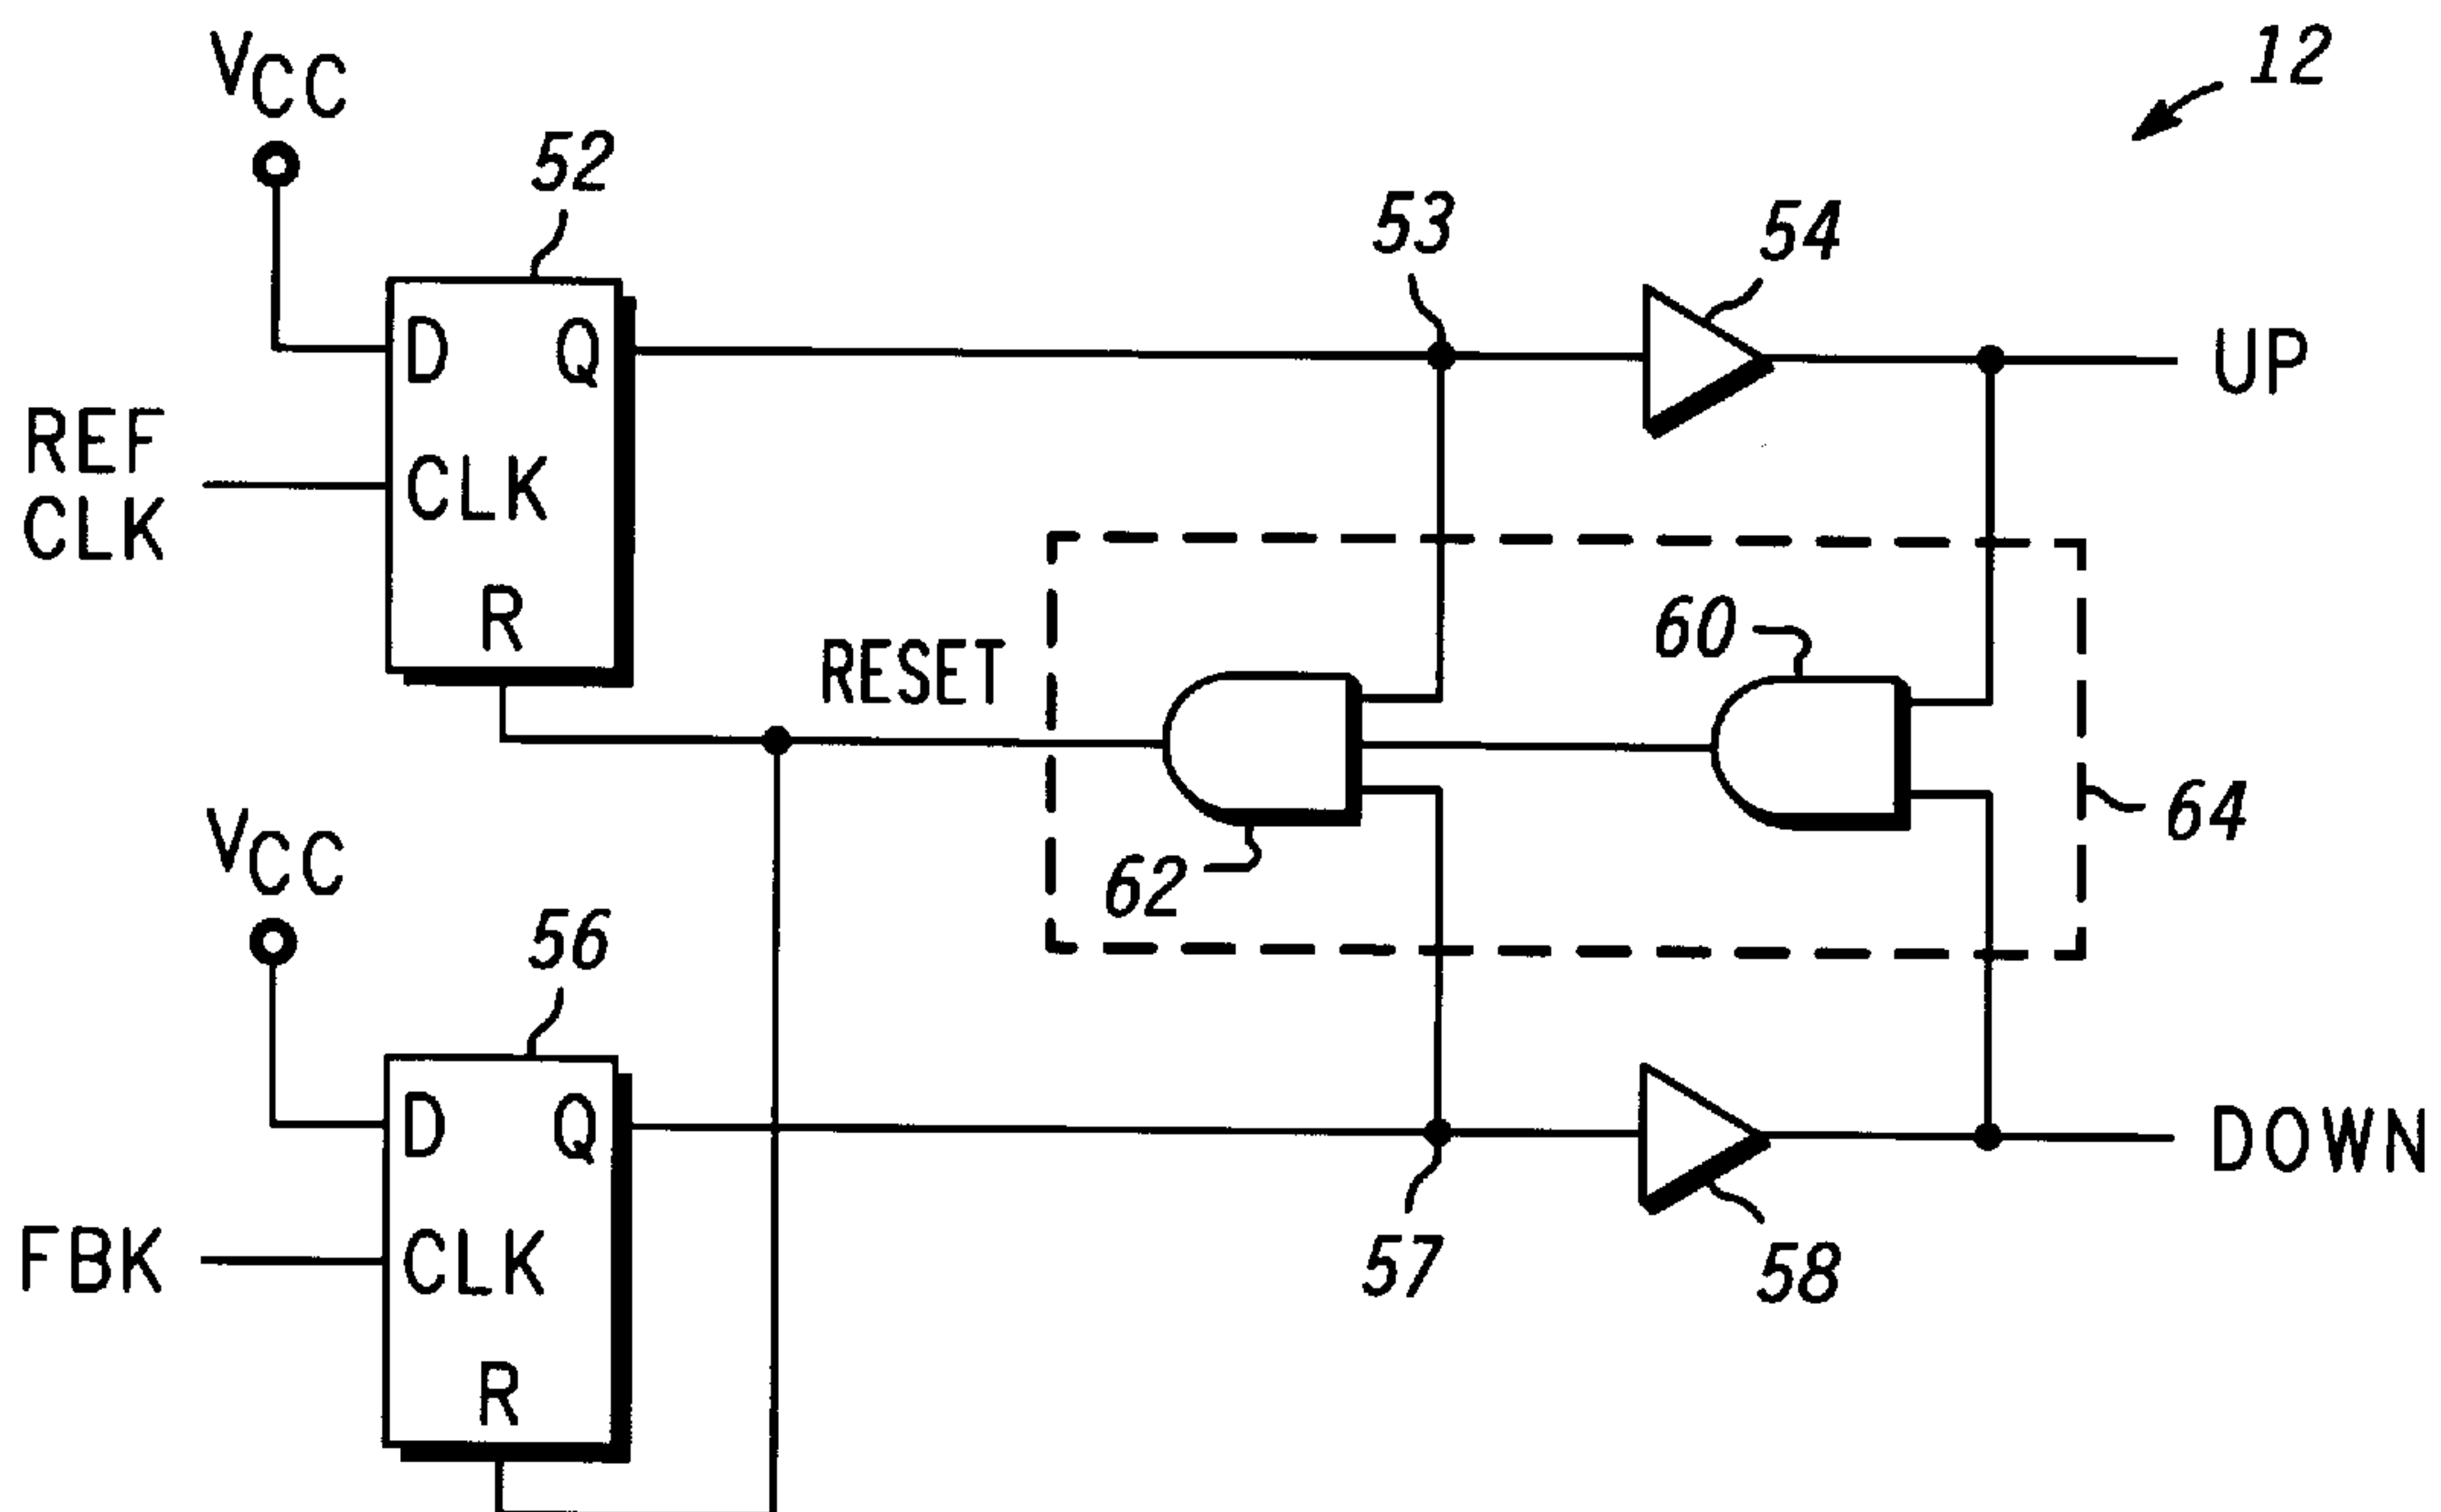 12
VCC
52
53
54
D Q
UP
REF
CLK
CLK
R
RESET
60
64
62
VCC
56
D Q
DOWN
FBK
CLK
57
58
R